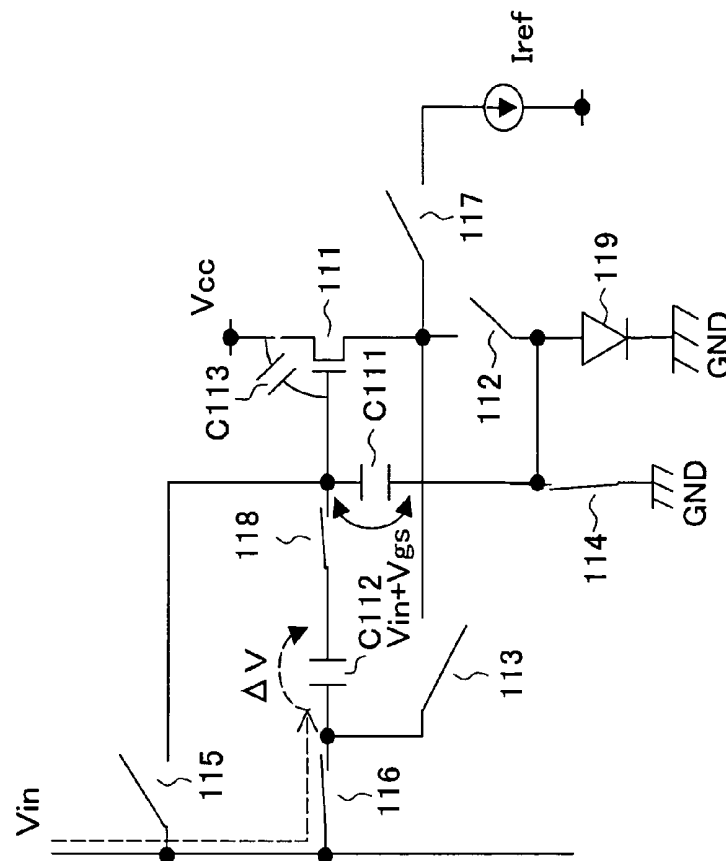 Vin
115
116
ΔV
C112
118
Vin+Vgs
113
C113
Vcc
111
C111
112
114
GND
119
GND
117
Iref